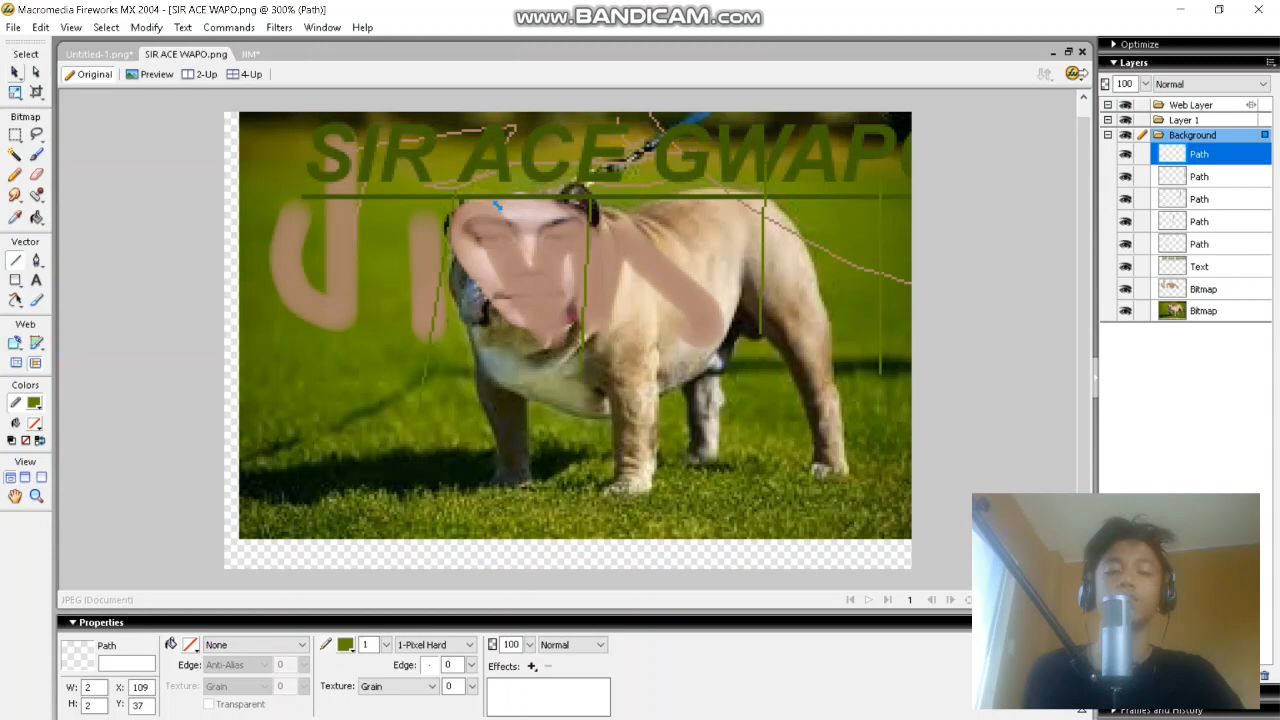 Macromedia Fireworks MX 2004 - [SIR ACE WAPO.png @ 300% (Path)]
www.BANDICAM.com
File Edit View Select Modify Text Commands Filters Window Help
Select
Untitled-1.png* SIR ACE WAPO.png JIM*
Original Preview 2-Up 4-Up
Optimize
Layers
100 Normal
Web Layer
Layer 1
Background
Path
Path
Path
Path
Path
Text
Bitmap
Bitmap
Bitmap
Vector
Web
Colors
View
SIR ACE GWAPO
JPEG (Document)
1
Properties
Path
None
1 1-Pixel Hard
100 Normal
Edge: Anti-Alias 0
Edge: 0
Effects:
Texture: Grain 0
Texture: Grain 0
Transparent
W: 2 X: 109
H: 2 Y: 37
Frames and History